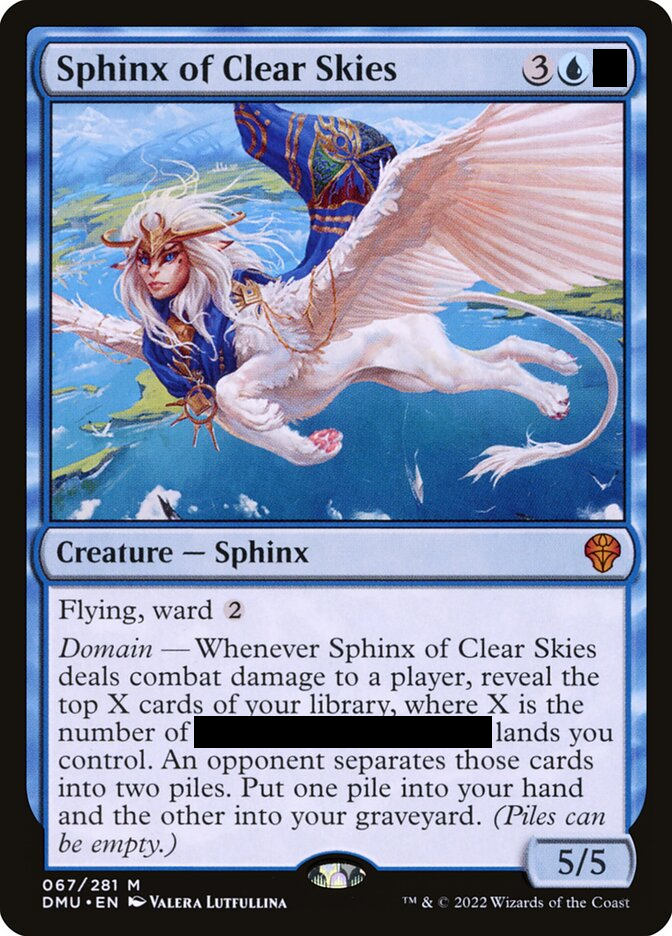 Sphinx of Clear Skies 3
Creature — Sphinx
Flying, ward 2
Domain — Whenever Sphinx of Clear Skies
deals combat damage to a player, reveal the
top X cards of your library, where X is the
number of lands you
control. An opponent separates those cards
into two piles. Put one pile into your hand
and the other into your graveyard. (Piles can
be empty.)
5/5
067/281 M
DMU • EN Valera Lutfullina
™ & © 2022 Wizards of the Coast